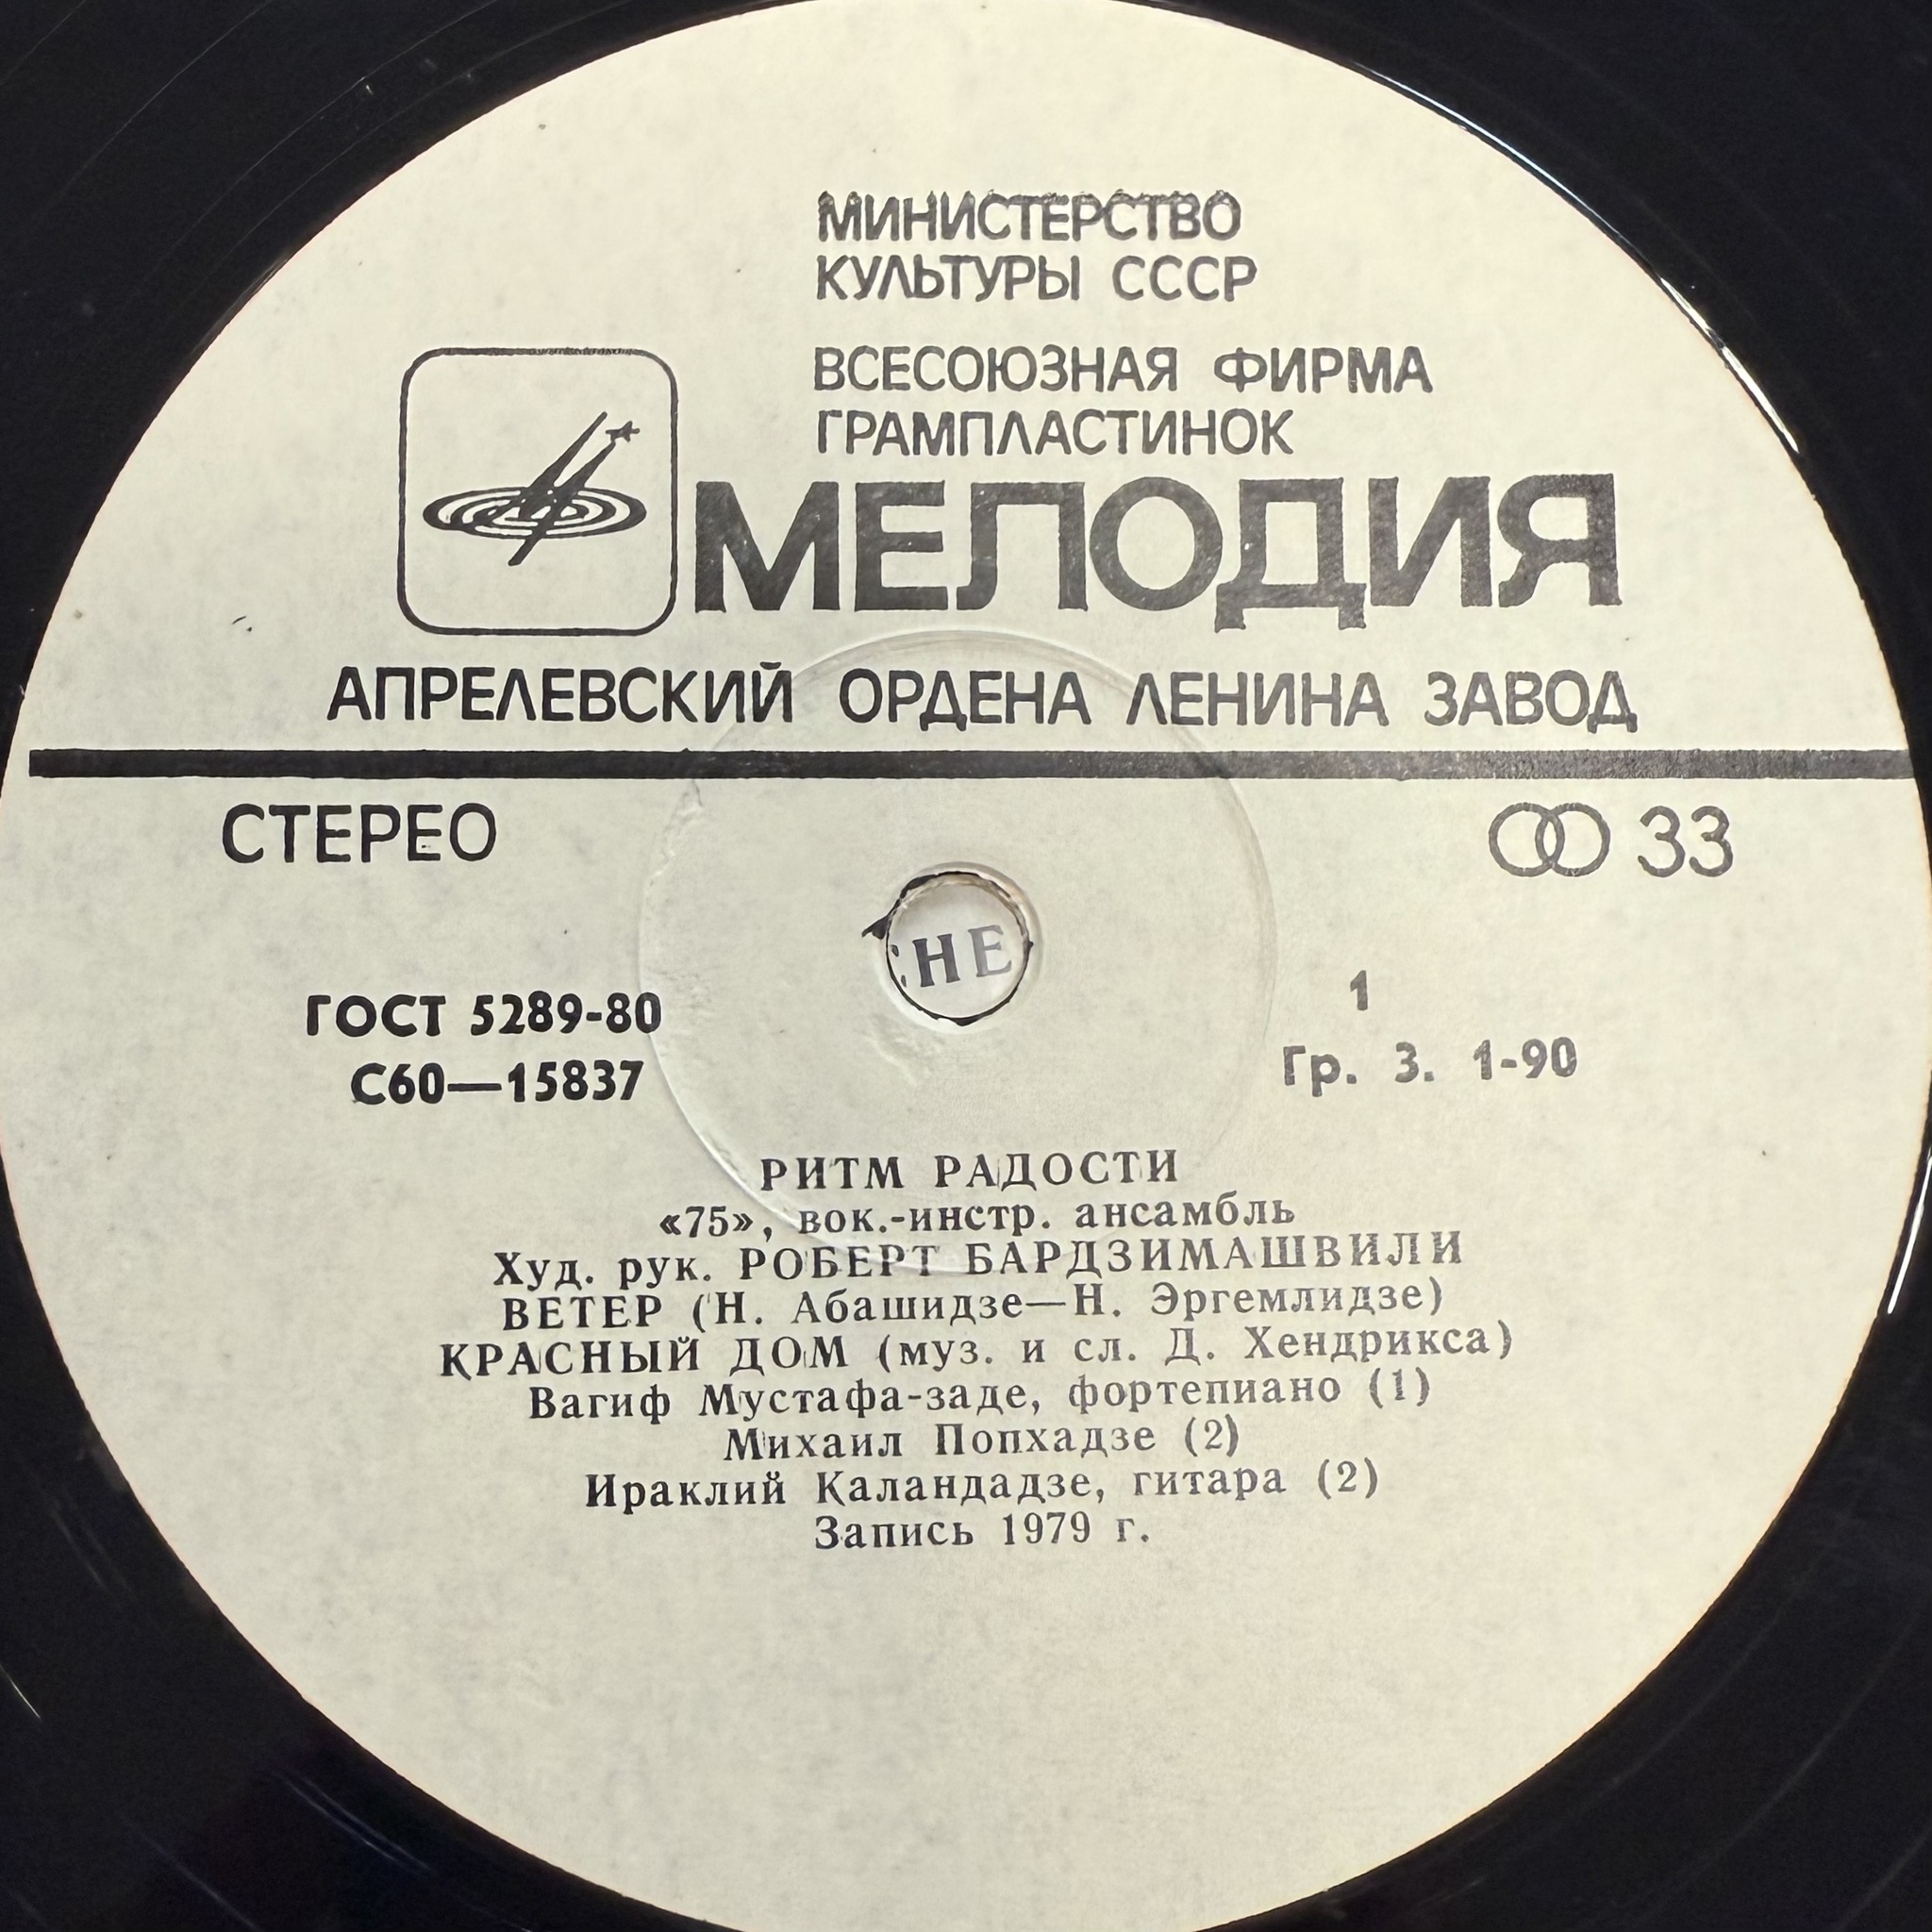 МИНИСТЕРСТВО
КУЛЬТУРЫ СССР
ВСЕСОЮЗНАЯ ФИРМА
ГРАМПЛАСТИНОК
МЕЛОДИЯ
АПРЕЛЕВСКИЙ ОРДЕНА ЛЕНИНА ЗАВОД
СТЕРЕО
33
НЕ
ГОСТ 5289-80
С60—15837
1
Гр. 3. 1-90
РИТМ РАДОСТИ
«75», вок.-инстр. ансамбль
Худ. рук. РОБЕРТ БАРДЗИМАШВИЛИ
ВЕТЕР (Н. Абашидзе—Н. Эргемлидзе)
КРАСНЫЙ ДОМ (муз. и сл. Д. Хендрикса)
Вагиф Мустафа-заде, фортепиано (1)
Михаил Попхадзе (2)
Ираклий Каландадзе, гитара (2)
Запись 1979 г.